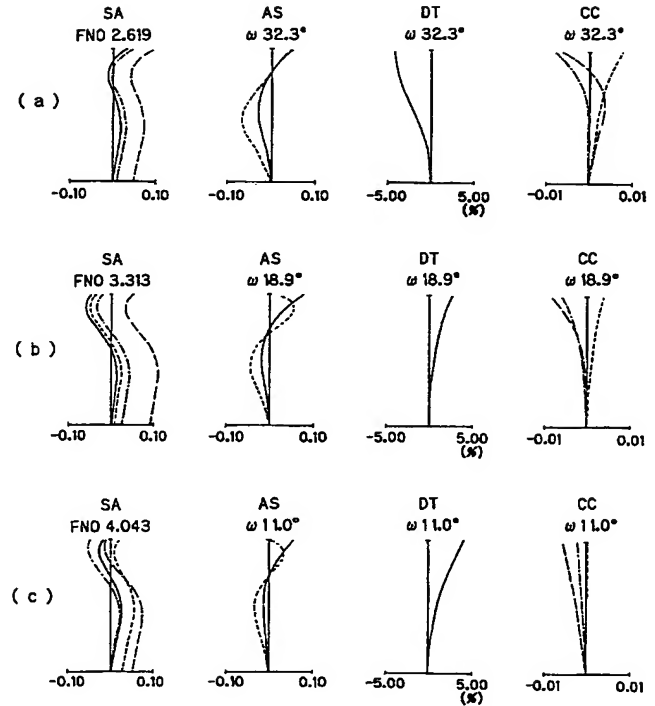 SA AS DT CC
FNO 2.619 ω 32.3° ω 32.3° ω 32.3°
(a)
-0.10 0.10 0.10 -5.00 5.00 -0.01 0.01
(%)
SA AS DT CC
FNO 3.313 ω 18.9° ω 18.9° ω 18.9°
(b)
-0.10 0.10 -0.10 0.10 -5.00 5.00 -0.01 0.01
(%)
SA AS DT CC
FNO 4.043 ω 11.0° ω 11.0° ω 11.0°
(c)
-0.10 0.10 -0.10 0.10 -5.00 5.00 -0.01 0.01
(%)